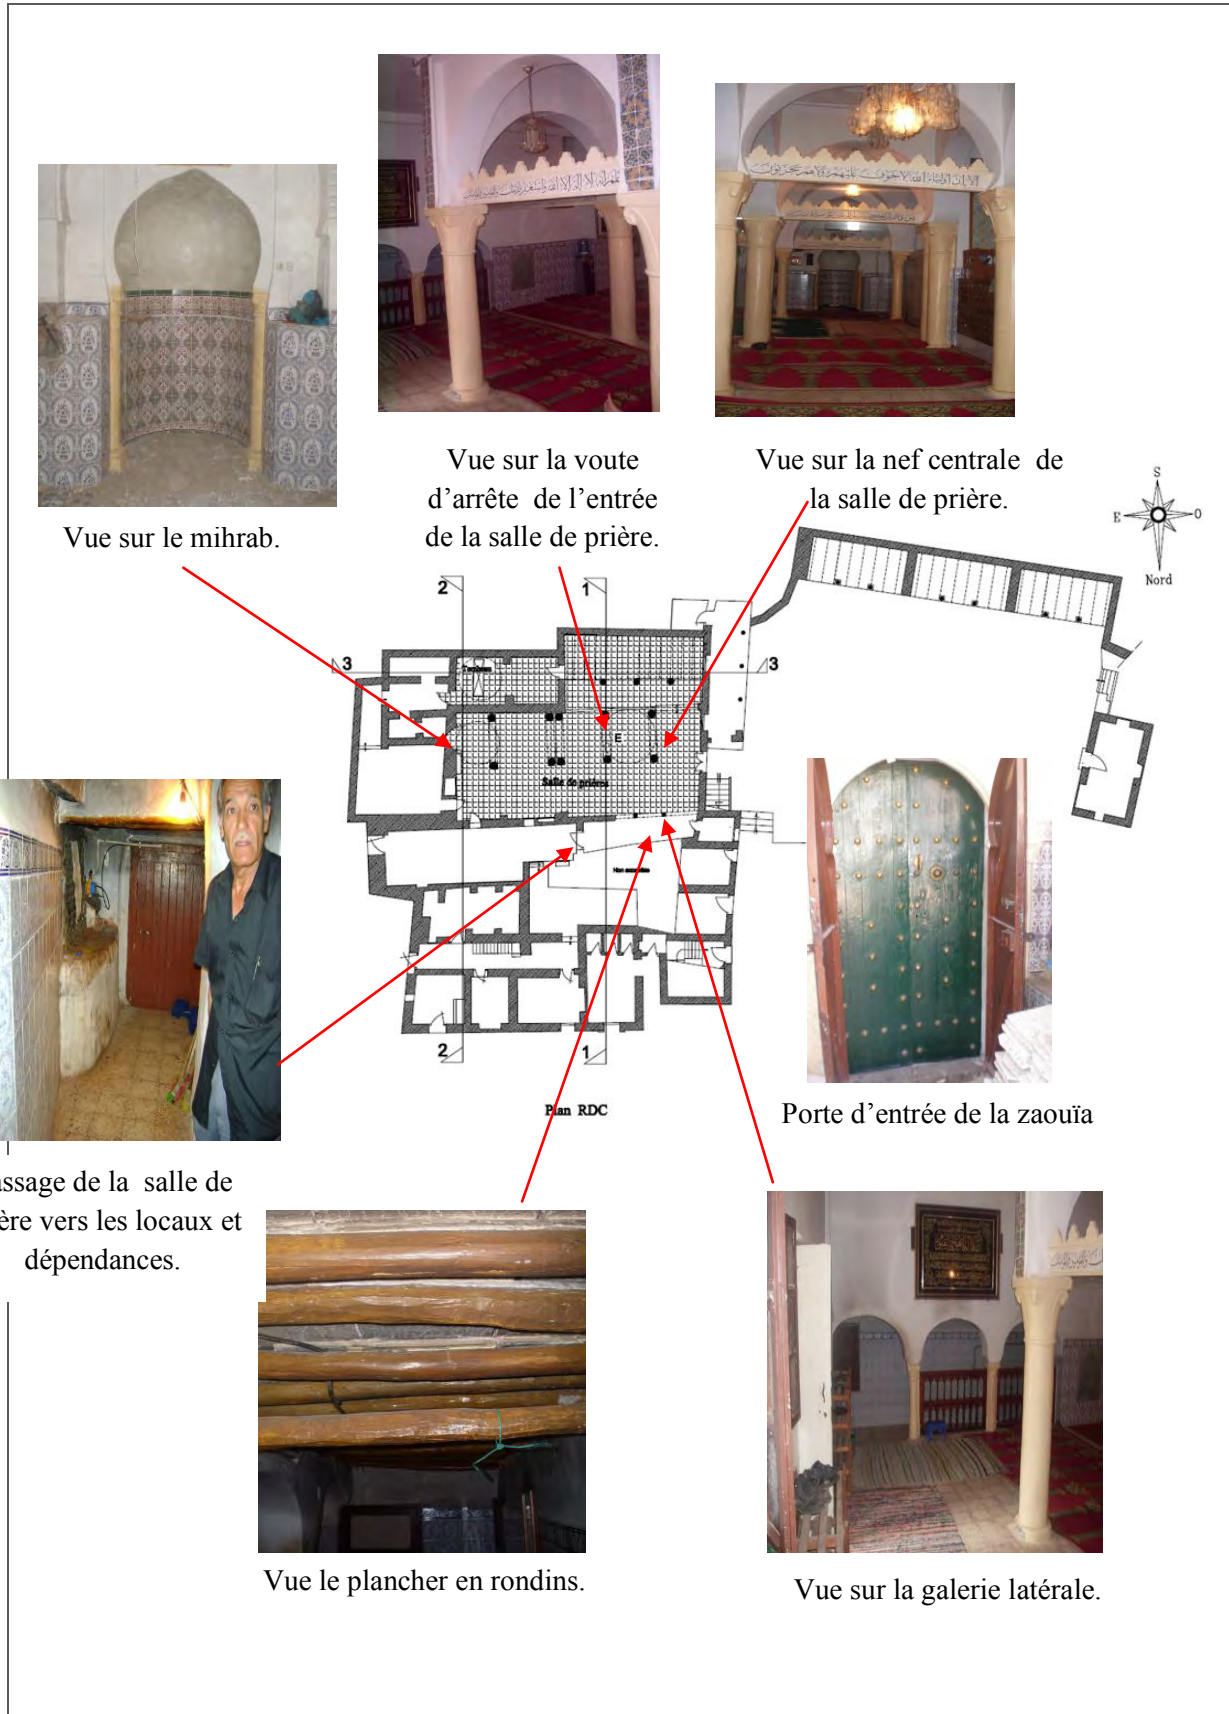 Vue sur le mihrab.
Vue sur la voute
d’arrête de l’entrée
de la salle de prière.
Vue sur la nef centrale de
la salle de prière.
S
E
O
Nord
2
1
3
3
Tombeau
E
Salle de prières
2
1
Plan RDC
Porte d’entrée de la zaouïa
ssage de la salle de
ère vers les locaux et
dépendances.
Vue le plancher en rondins.
Vue sur la galerie latérale.